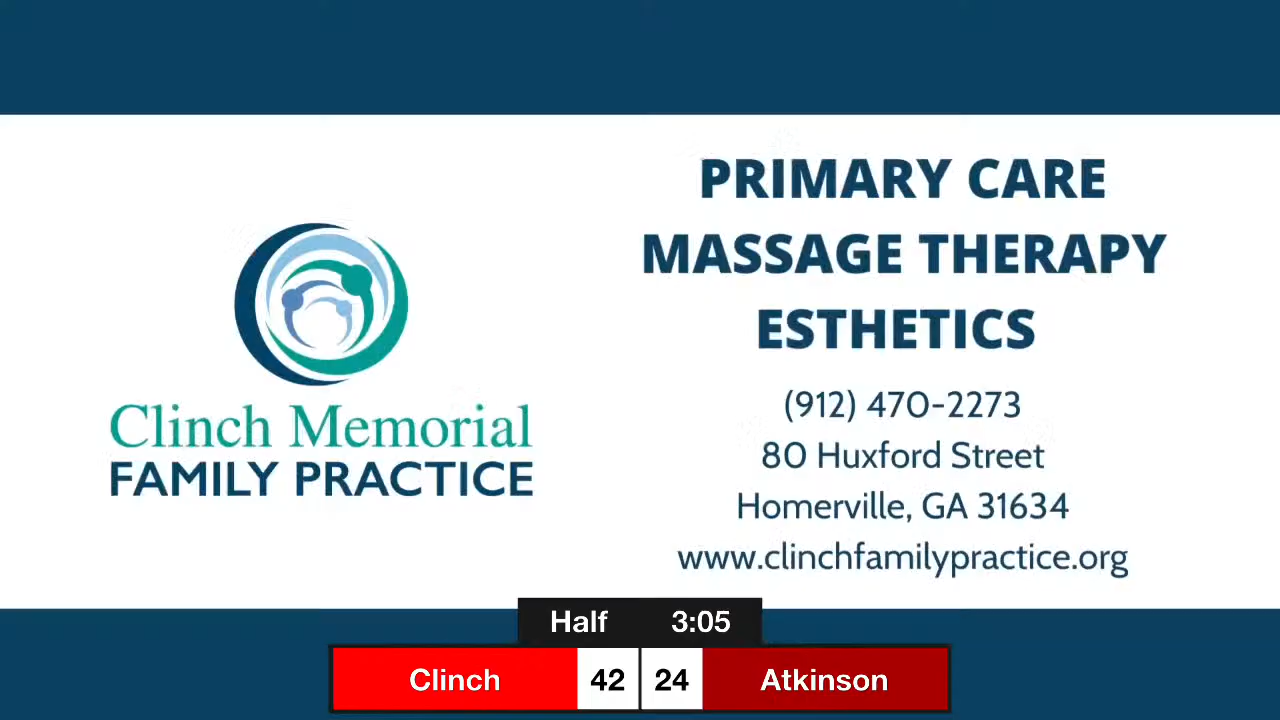 Clinch Memorial
FAMILY PRACTICE
PRIMARY CARE
MASSAGE THERAPY
ESTHETICS
(912) 470-2273
80 Huxford Street
Homerville, GA 31634
www.clinchfamilypractice.org
Half 3:05
Clinch 42 24 Atkinson